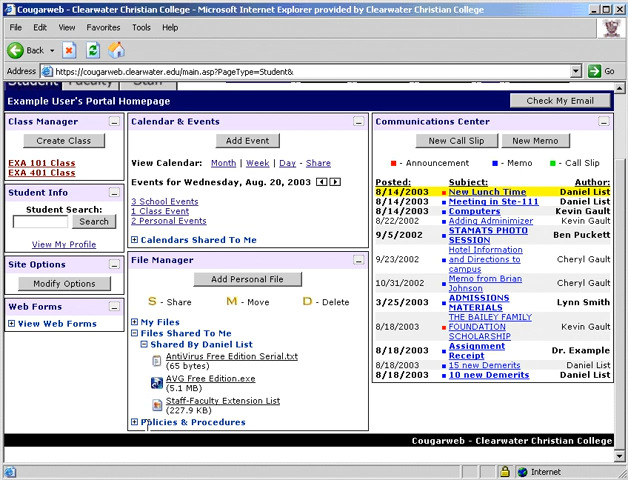 Cougarweb - Clearwater Christian College - Microsoft Internet Explorer provided by Clearwater Christian College
File Edit View Favorites Tools Help
Back
Address https://cougarweb.clearwater.edu/main.asp?PageType=Student& Go
Student Faculty Staff
Example User's Portal Homepage Check My Email
Class Manager
Create Class
EXA 101 Class
EXA 401 Class
Student Info
Student Search:
Search
View My Profile
Site Options
Modify Options
Web Forms
View Web Forms
Calendar & Events
Add Event
View Calendar: Month | Week | Day - Share
Events for Wednesday, Aug. 20, 2003
3 School Events
1 Class Event
2 Personal Events
Calendars Shared To Me
File Manager
Add Personal File
S - Share M - Move D - Delete
My Files
Files Shared To Me
Shared By Daniel List
AntiVirus Free Edition Serial.txt
(65 bytes)
AVG Free Edition.exe
(5.1 MB)
Staff-Faculty Extension List
(227.9 KB)
Policies & Procedures
Communications Center
New Call Slip New Memo
- Announcement - Memo - Call Slip
Posted: Subject: Author:
8/14/2003 New Lunch Time Daniel List
8/14/2003 Meeting in Ste-111 Daniel List
8/14/2003 Computers Kevin Gault
8/22/2002 Adding Adminimizer Kevin Gault
9/5/2002 STAMATS PHOTO SESSION Ben Puckett
9/23/2002 Hotel Information and Directions to campus Cheryl Gault
10/31/2002 Memo from Brian Johnson Cheryl Gault
3/25/2003 ADMISSIONS MATERIALS Lynn Smith
8/18/2003 THE BAILEY FAMILY FOUNDATION SCHOLARSHIP Kevin Gault
8/18/2003 Assignment Receipt Dr. Example
8/18/2003 15 new Demerits Daniel List
8/18/2003 10 new Demerits Daniel List
Cougarweb - Clearwater Christian College
Internet